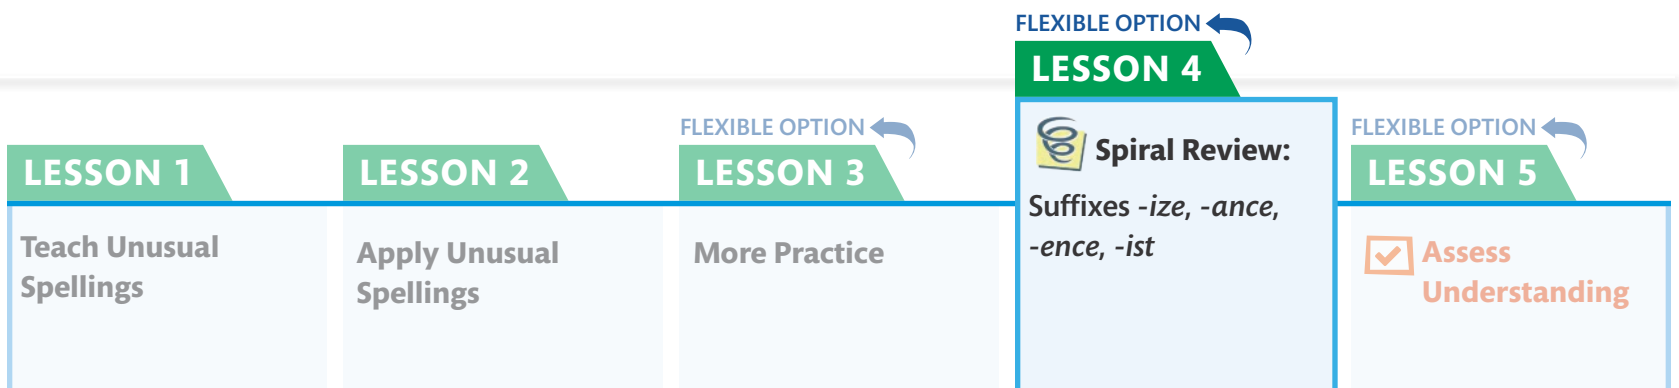 LESSON 1
Teach Unusual
Spellings
LESSON 2
Apply Unusual
Spellings
FLEXIBLE OPTION
LESSON 3
More Practice
FLEXIBLE OPTION
LESSON 4
Spiral Review:
Suffixes -ize, -ance,
-ence, -ist
FLEXIBLE OPTION
LESSON 5
Assess
Understanding